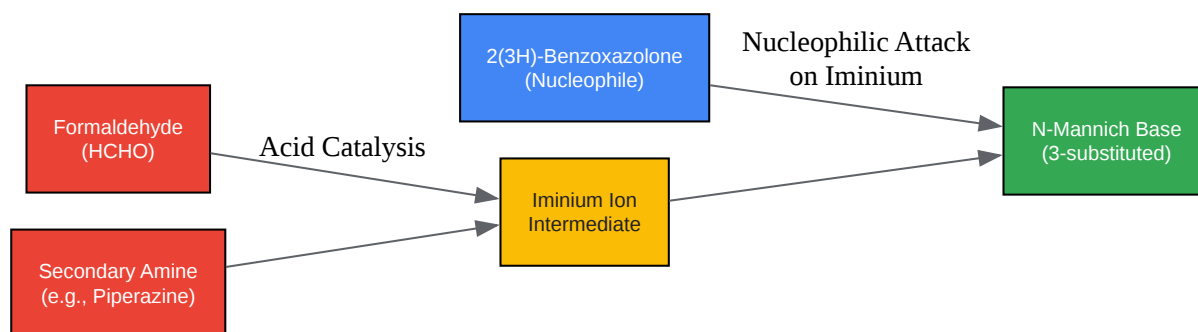 2(3H)-Benzoxazolone
(Nucleophile)
Nucleophilic Attack
on Iminium
Formaldehyde
(HCHO)
Acid Catalysis
N-Mannich Base
(3-substituted)
Iminium Ion
Intermediate
Secondary Amine
(e.g., Piperazine)